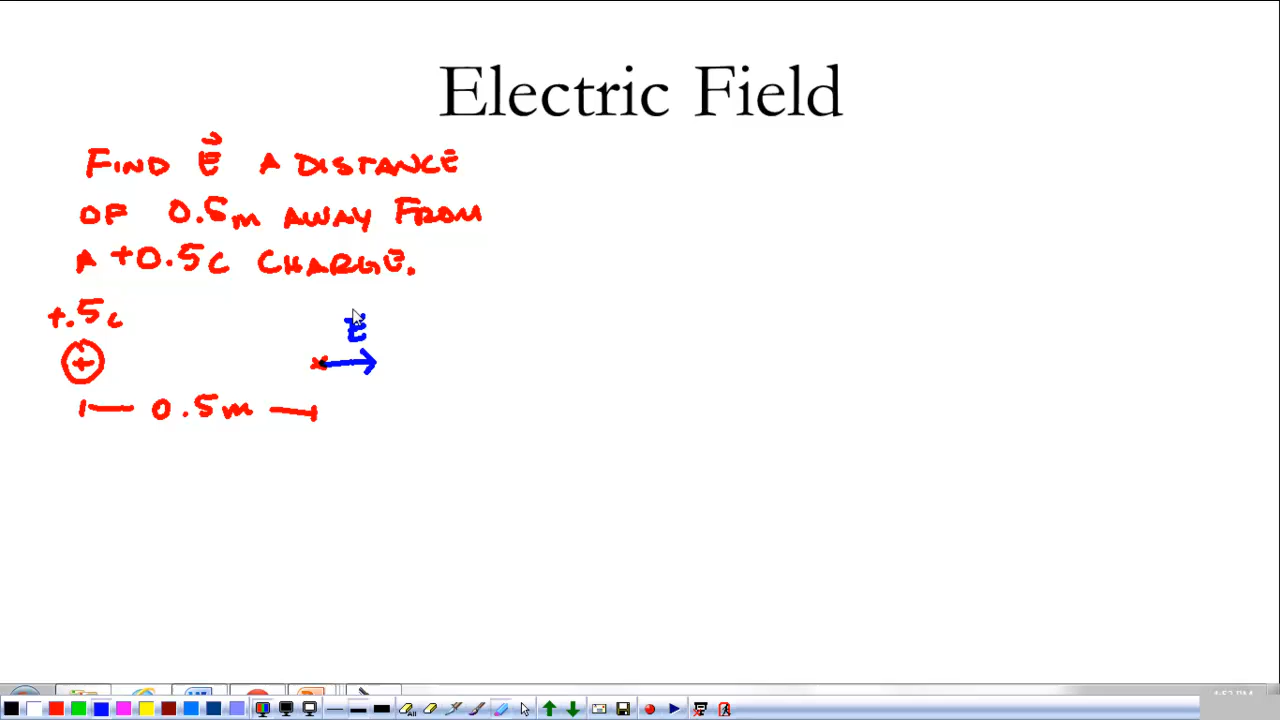 Electric Field
FIND E⃗ A DISTANCE
OF 0.5m AWAY FROM
A +0.5C CHARGE.
+.5C
E
+
x
0.5m